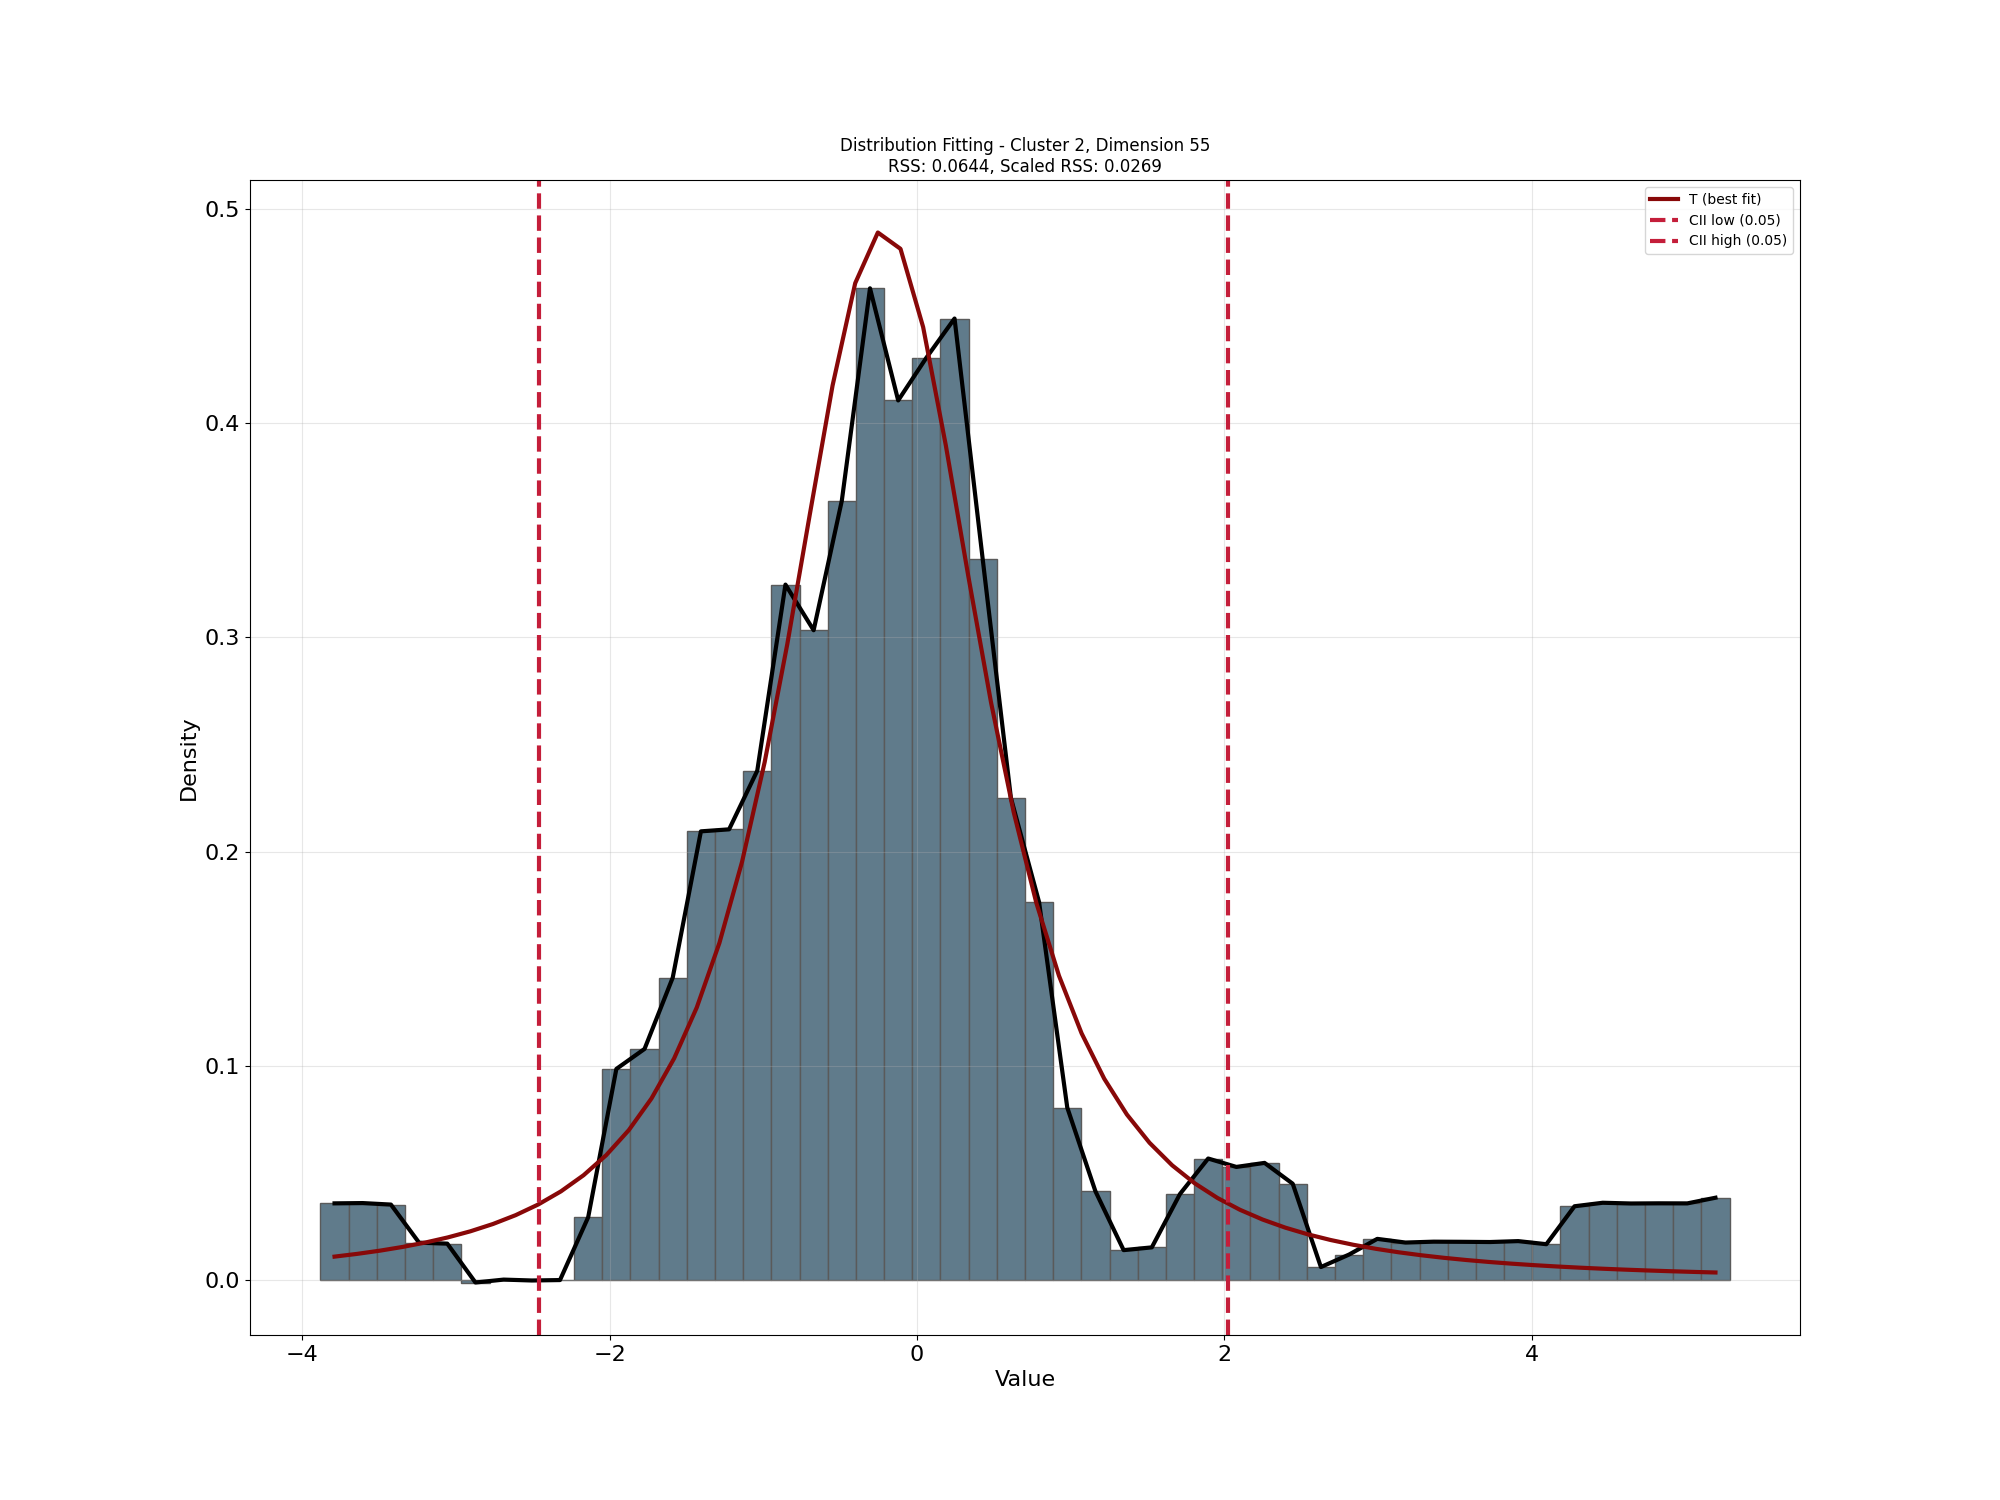 Distribution Fitting - Cluster 2, Dimension 55
RSS: 0.0644, Scaled RSS: 0.0269
T (best fit)
CII low (0.05)
CII high (0.05)
0.5
0.4
0.3
0.2
0.1
0.0
Density
−4
−2
0
2
4
Value